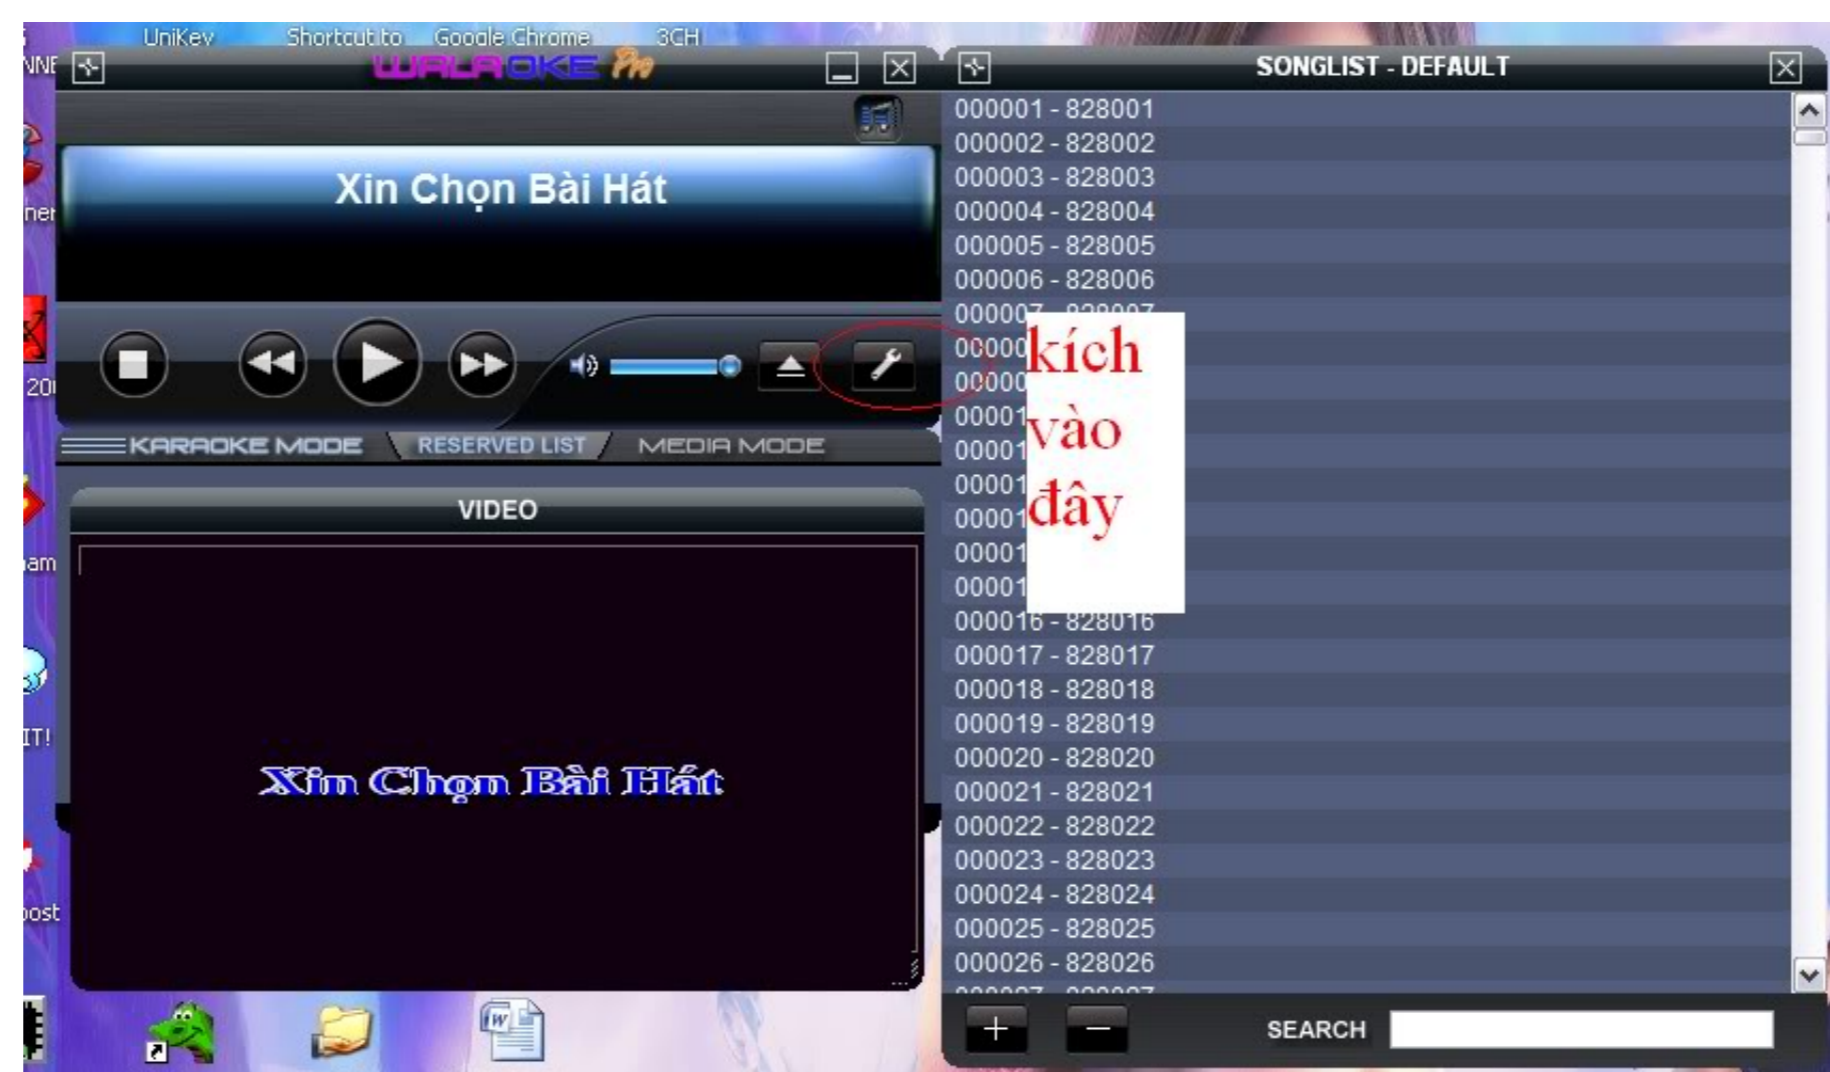 UniKey
Shortcut to
Google Chrome
3CH
WALAOKE Pro
SONGLIST - DEFAULT
Xin Chọn Bài Hát
KARAOKE MODE
RESERVED LIST
MEDIA MODE
VIDEO
Xin Chọn Bài Hát
000001 - 828001
000002 - 828002
000003 - 828003
000004 - 828004
000005 - 828005
000006 - 828006
kích
vào
đây
000016 - 828016
000017 - 828017
000018 - 828018
000019 - 828019
000020 - 828020
000021 - 828021
000022 - 828022
000023 - 828023
000024 - 828024
000025 - 828025
000026 - 828026
SEARCH